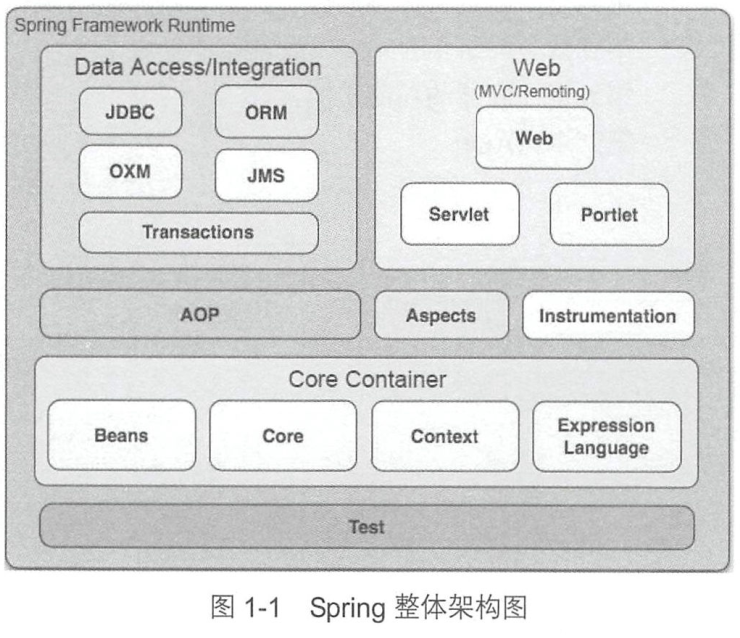 Spring Framework Runtime
Data Access/Integration
JDBC
ORM
OXM
JMS
Transactions
Web
(MVC/Remoting)
Web
Servlet
Portlet
AOP
Aspects
Instrumentation
Core Container
Beans
Core
Context
Expression
Language
Test
图 1-1 Spring 整体架构图